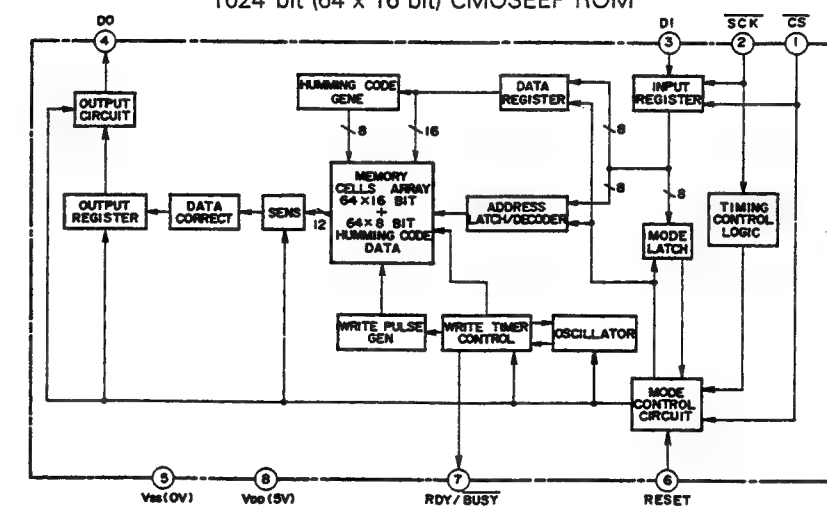 1024 bit (64 x 16 bit) CMOSEEP ROM
DO
DI
SCK
CS
4
3
2
1
OUTPUT
CIRCUIT
HUMMING CODE
GENE
DATA
REGISTER
INPUT
REGISTER
8
16
8
8
8
OUTPUT
REGISTER
DATA
CORRECT
SENS
12
MEMORY
CELLS ARRAY
64×16 BIT
+
64×8 BIT
HUMMING CODE
DATA
ADDRESS
LATCH/DECODER
MODE
LATCH
TIMING
CONTROL
LOGIC
WRITE PULSE
GEN
WRITE TIMER
CONTROL
OSCILLATOR
MODE
CONTROL
CIRCUIT
5
8
7
6
VSS(0V)
VDD(5V)
RDY/BUSY
RESET